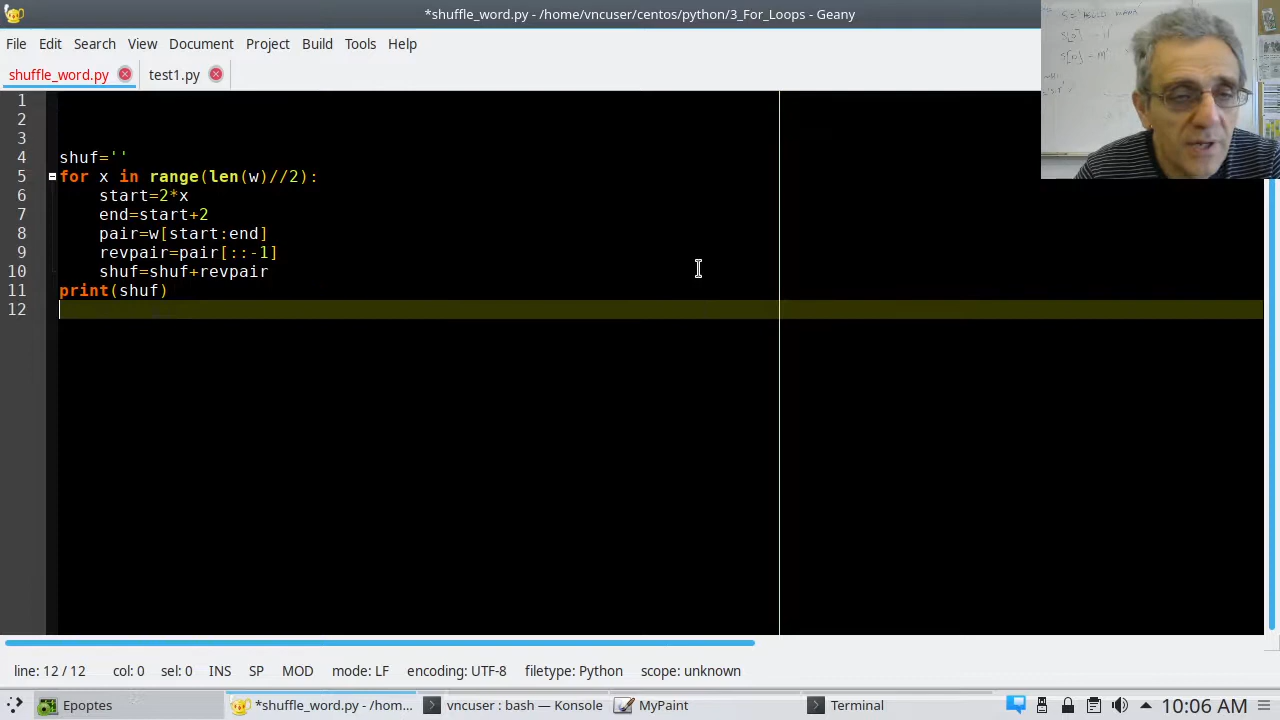 *shuffle_word.py - /home/vncuser/centos/python/3_For_Loops - Geany
File Edit Search View Document Project Build Tools Help
shuffle_word.py test1.py
1
2
3
4 shuf=''
5 for x in range(len(w)//2):
6 start=2*x
7 end=start+2
8 pair=w[start:end]
9 revpair=pair[::-1]
10 shuf=shuf+revpair
11 print(shuf)
12
line: 12 / 12 col: 0 sel: 0 INS SP MOD mode: LF encoding: UTF-8 filetype: Python scope: unknown
Epoptes *shuffle_word.py - /hom... vncuser : bash — Konsole MyPaint Terminal 10:06 AM